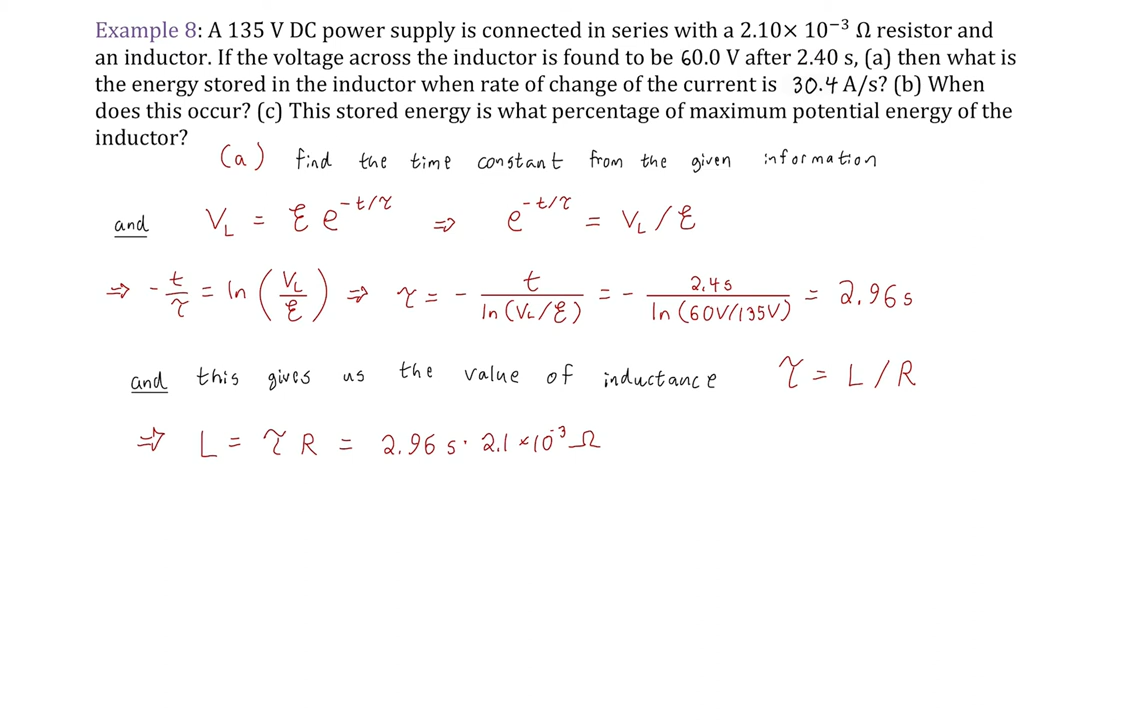 Example 8: A 135 V DC power supply is connected in series with a 2.10× 10⁻³ Ω resistor and
an inductor. If the voltage across the inductor is found to be 60.0 V after 2.40 s, (a) then what is
the energy stored in the inductor when rate of change of the current is 30.4 A/s? (b) When
does this occur? (c) This stored energy is what percentage of maximum potential energy of the
inductor?
(a) find the time constant from the given information
and V_L = ℰ e^(-t/τ) ⇒ e^(-t/τ) = V_L / ℰ
⇒ - t/τ = ln (V_L/ℰ) ⇒ τ = - t / ln (V_L/ℰ) = - 2.4s / ln (60V/135V) = 2.96 s
and this gives us the value of inductance τ = L / R
⇒ L = τ R = 2.96 s · 2.1 × 10⁻³ Ω